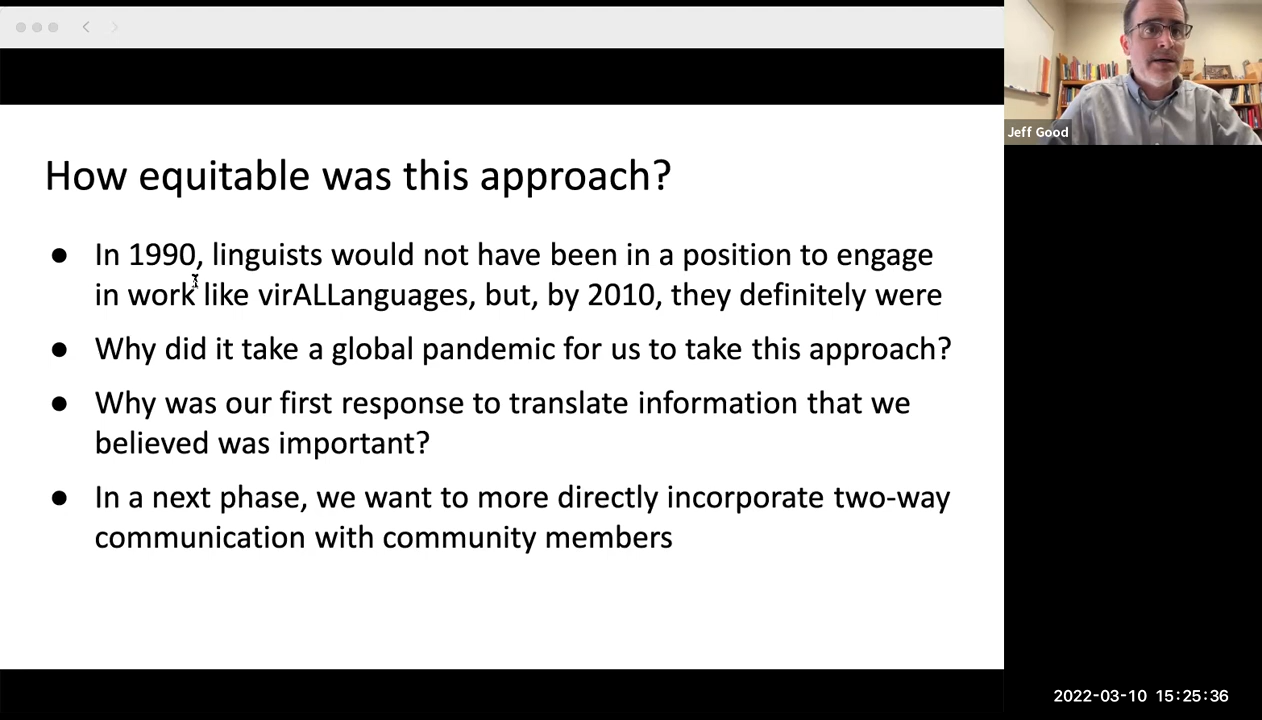 How equitable was this approach?
● In 1990, linguists would not have been in a position to engage
in work like virALLanguages, but, by 2010, they definitely were
● Why did it take a global pandemic for us to take this approach?
● Why was our first response to translate information that we
believed was important?
● In a next phase, we want to more directly incorporate two-way
communication with community members
Jeff Good
2022-03-10 15:25:36